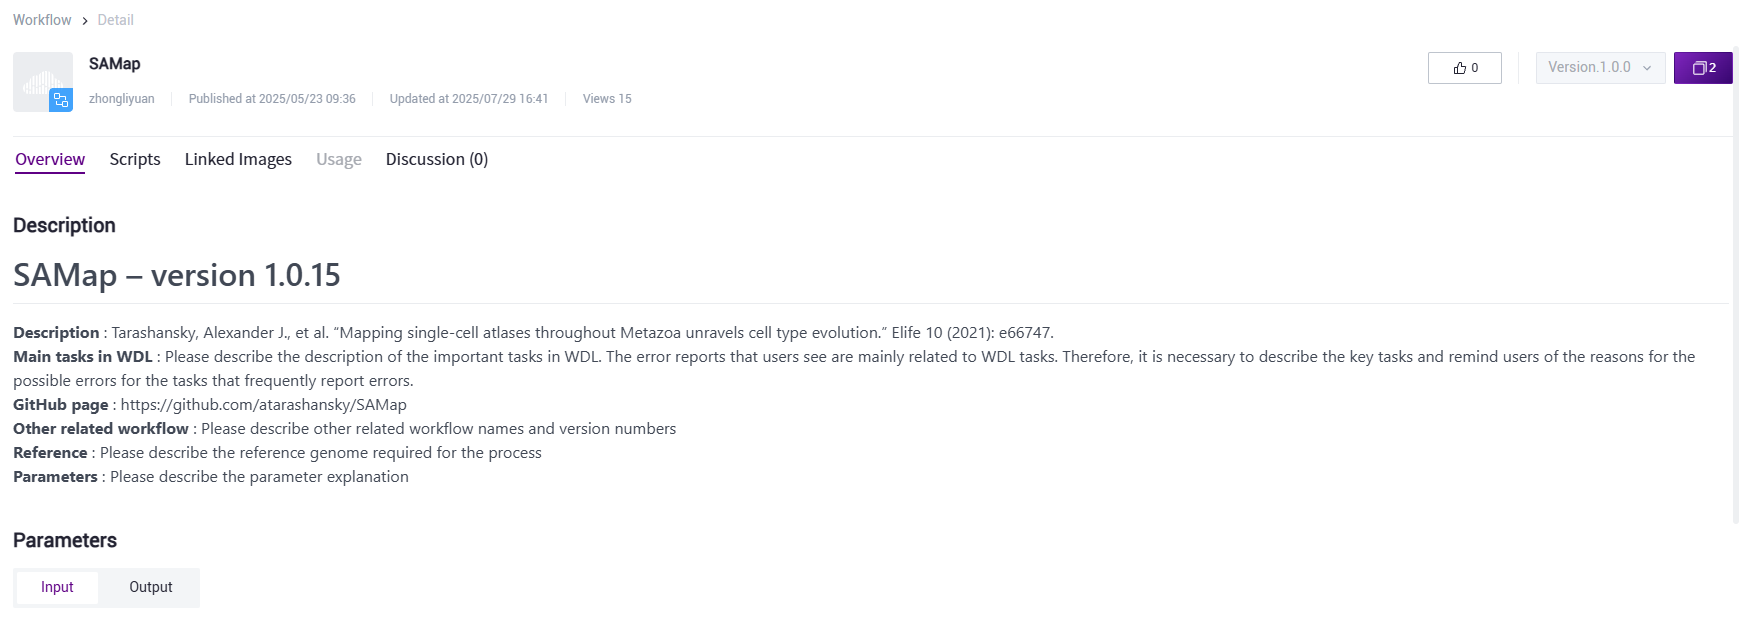 Workflow > Detail
SAMap
zhongliyuan Published at 2025/05/23 09:36 Updated at 2025/07/29 16:41 Views 15
0 Version.1.0.0 2
Overview Scripts Linked Images Usage Discussion (0)
Description
SAMap – version 1.0.15
Description : Tarashansky, Alexander J., et al. “Mapping single-cell atlases throughout Metazoa unravels cell type evolution.” Elife 10 (2021): e66747.
Main tasks in WDL : Please describe the description of the important tasks in WDL. The error reports that users see are mainly related to WDL tasks. Therefore, it is necessary to describe the key tasks and remind users of the reasons for the
possible errors for the tasks that frequently report errors.
GitHub page : https://github.com/atarashansky/SAMap
Other related workflow : Please describe other related workflow names and version numbers
Reference : Please describe the reference genome required for the process
Parameters : Please describe the parameter explanation
Parameters
Input Output